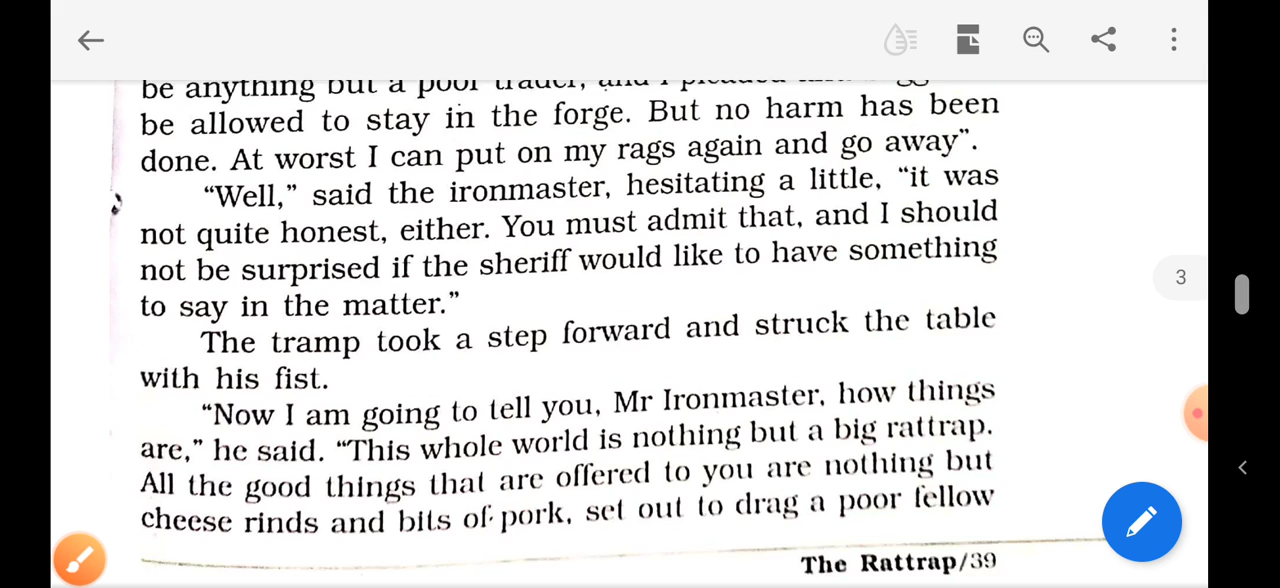 be anything but a poor trader, and I pleaded and
be allowed to stay in the forge. But no harm has been
done. At worst I can put on my rags again and go away”.
“Well,” said the ironmaster, hesitating a little, “it was
not quite honest, either. You must admit that, and I should
not be surprised if the sheriff would like to have something
to say in the matter.”
3
The tramp took a step forward and struck the table
with his fist.
“Now I am going to tell you, Mr Ironmaster, how things
are,” he said. “This whole world is nothing but a big rattrap.
All the good things that are offered to you are nothing but
cheese rinds and bits of pork, set out to drag a poor fellow
The Rattrap/39